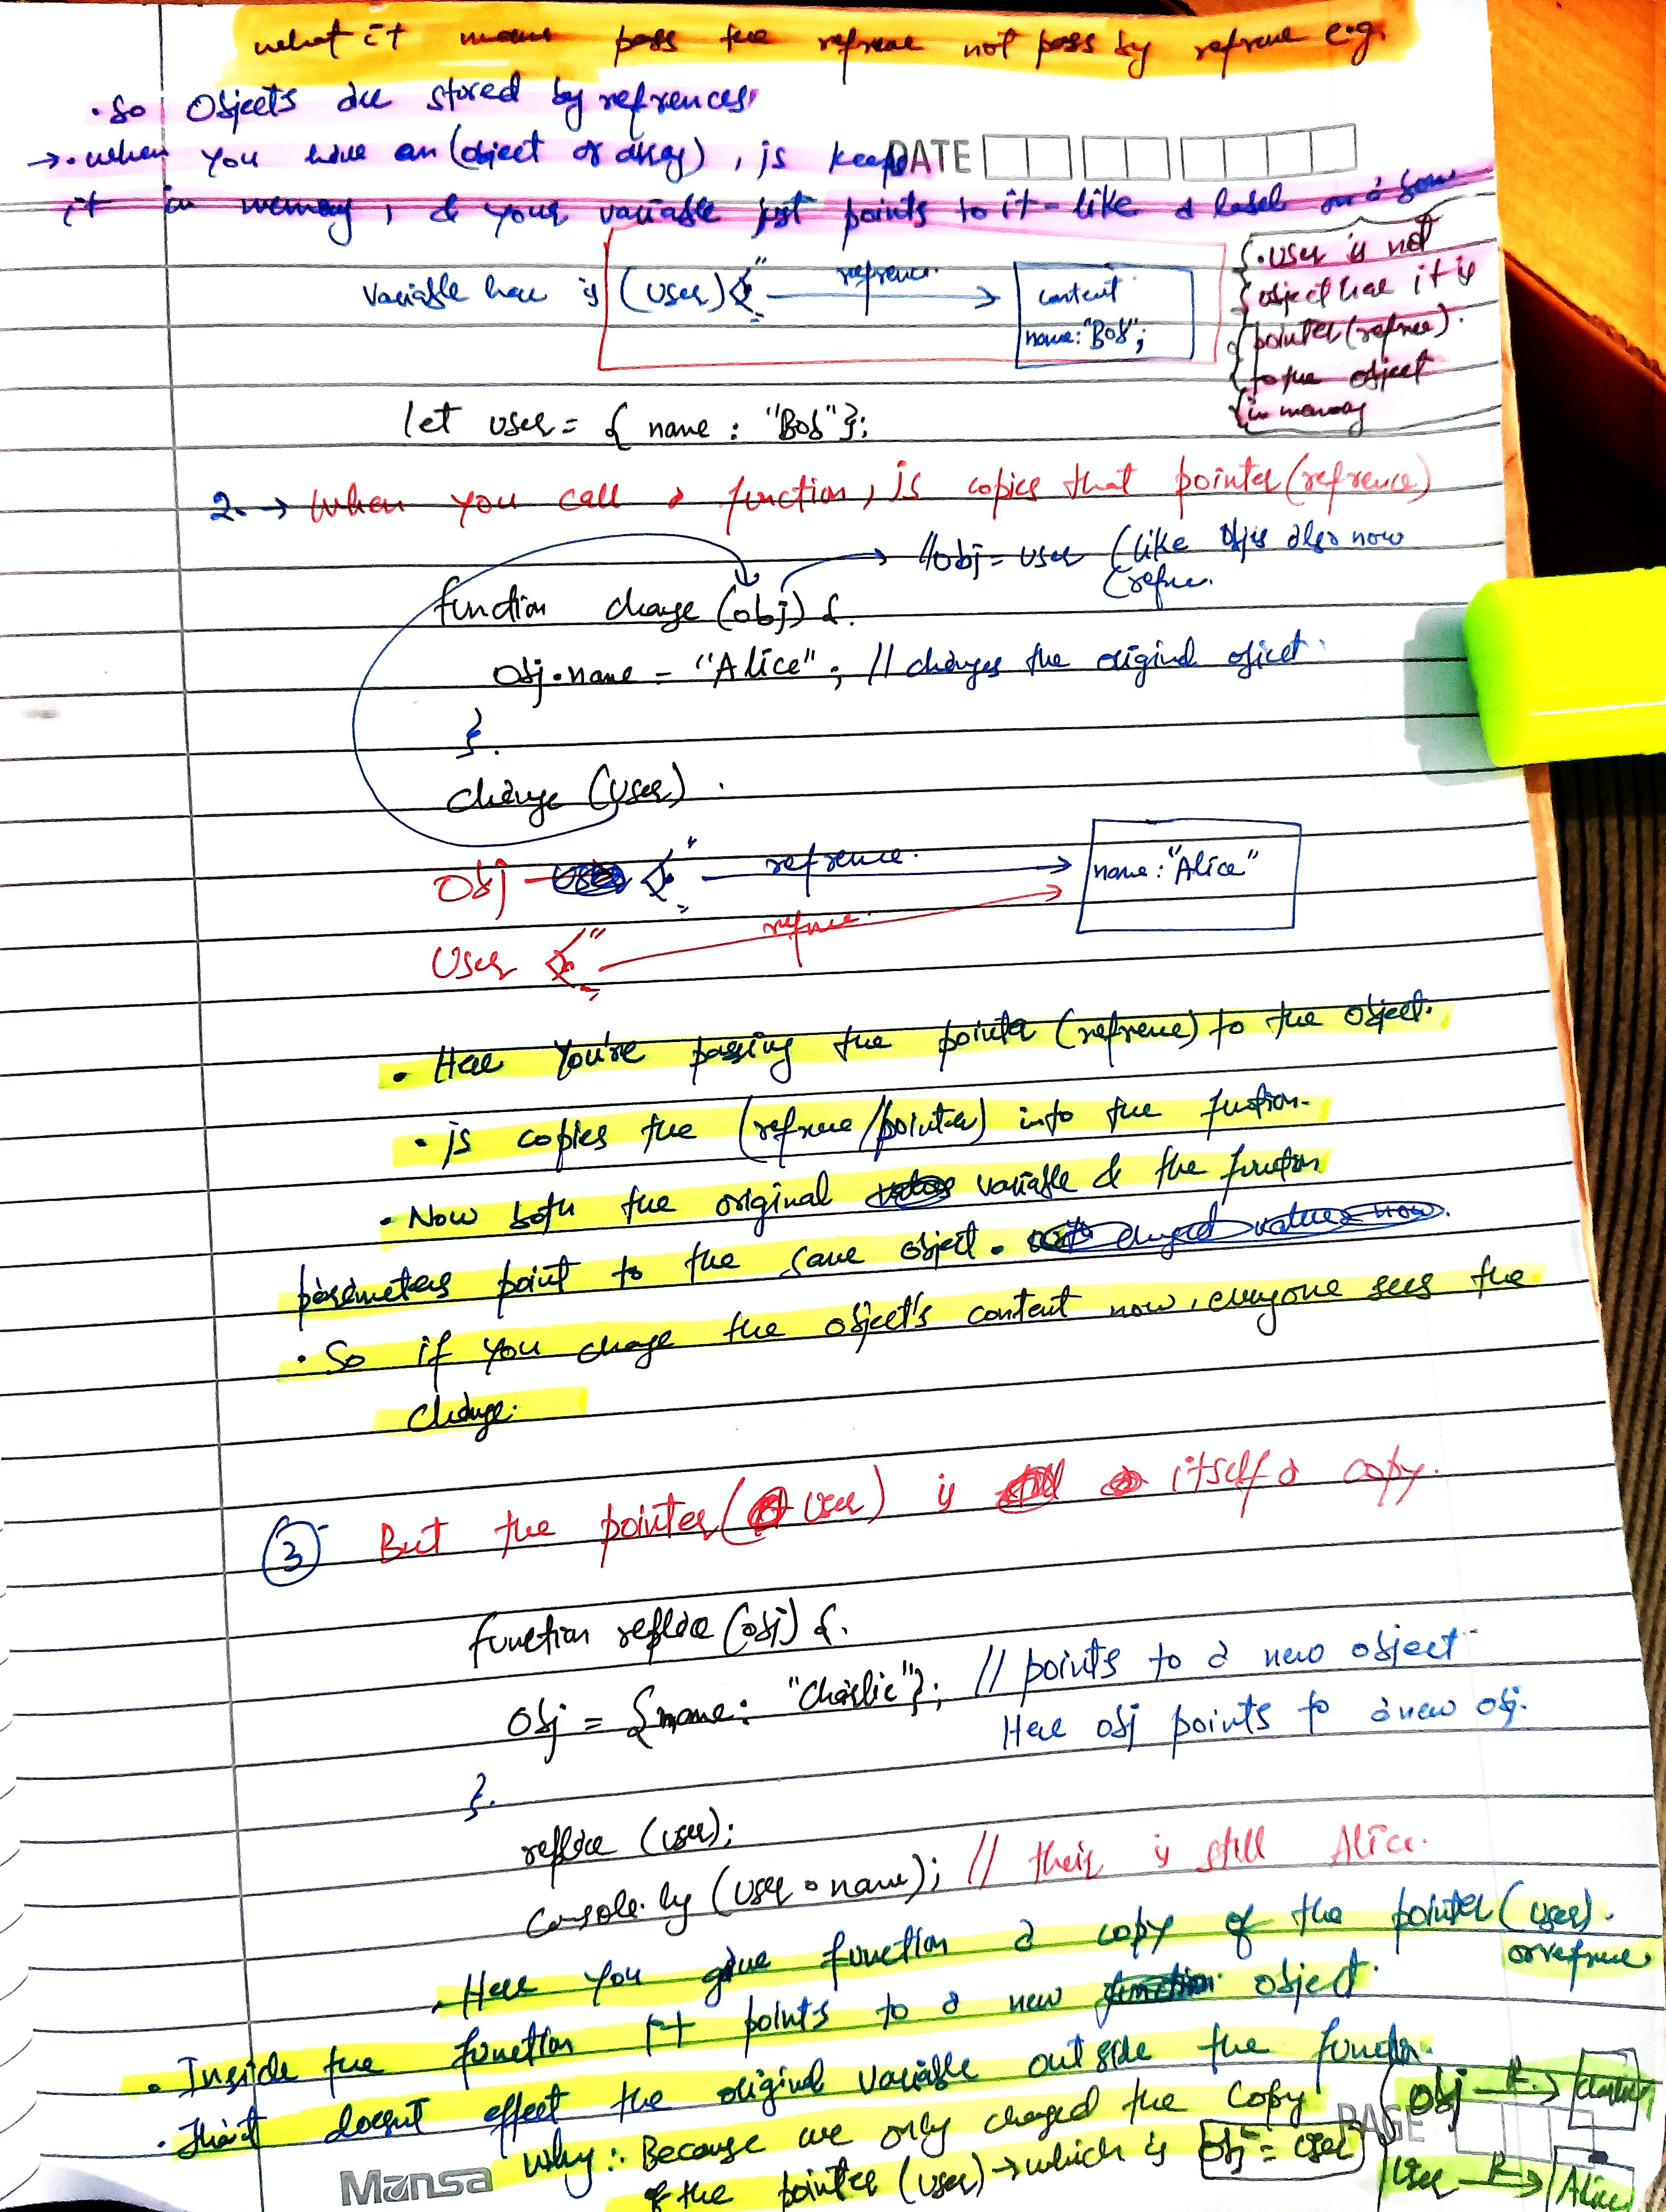 what it means pass the refrene not pass by refrene e.g.
• So Objects are stored by refrences
→ • when you have an (object or array), js keeps
DATE
it in memory, & your variable just points to it - like a label on a box
variable here is (user) refrence. content
name: "Bob";
• user is not
object here it is
pointer (refrnce).
to the object
in memory
let user = { name : "Bob"};
2. → When you call a function, js copies that pointer (refrence)
//obj = user (like obj is also now
(refrne.
function change (obj) {.
obj.name = "Alice"; // changes the original object.
}.
change (user).
Obj refrence. name: "Alice"
User refrnce.
• Here You're passing the pointer (refrence) to the object.
• js copies the (refrence/pointer) into the function.
• Now both the original variable & the function
parameters point to the same object.
• So if you change the object's content now, everyone sees the
change.
3 But the pointer (user) is itself a copy.
function replace (obj) {.
Obj = {name: "Charlie"}; // points to a new object
Here obj points to a new obj.
}.
replace (user);
console.log (user.name); // their is still Alice.
• Here you give function a copy of the pointer (user).
or refrnce
• Inside the function it points to a new object.
• that doesnt effect the original variable outside the function.
Why: Because we only changed the copy
of the pointer (user) → which is obj = user
Obj R. →
User R → Alice
PAGE
Mansa